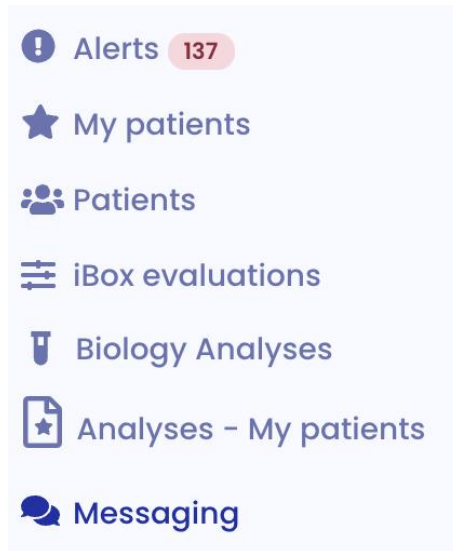 Alerts 137
My patients
Patients
iBox evaluations
Biology Analyses
Analyses - My patients
Messaging